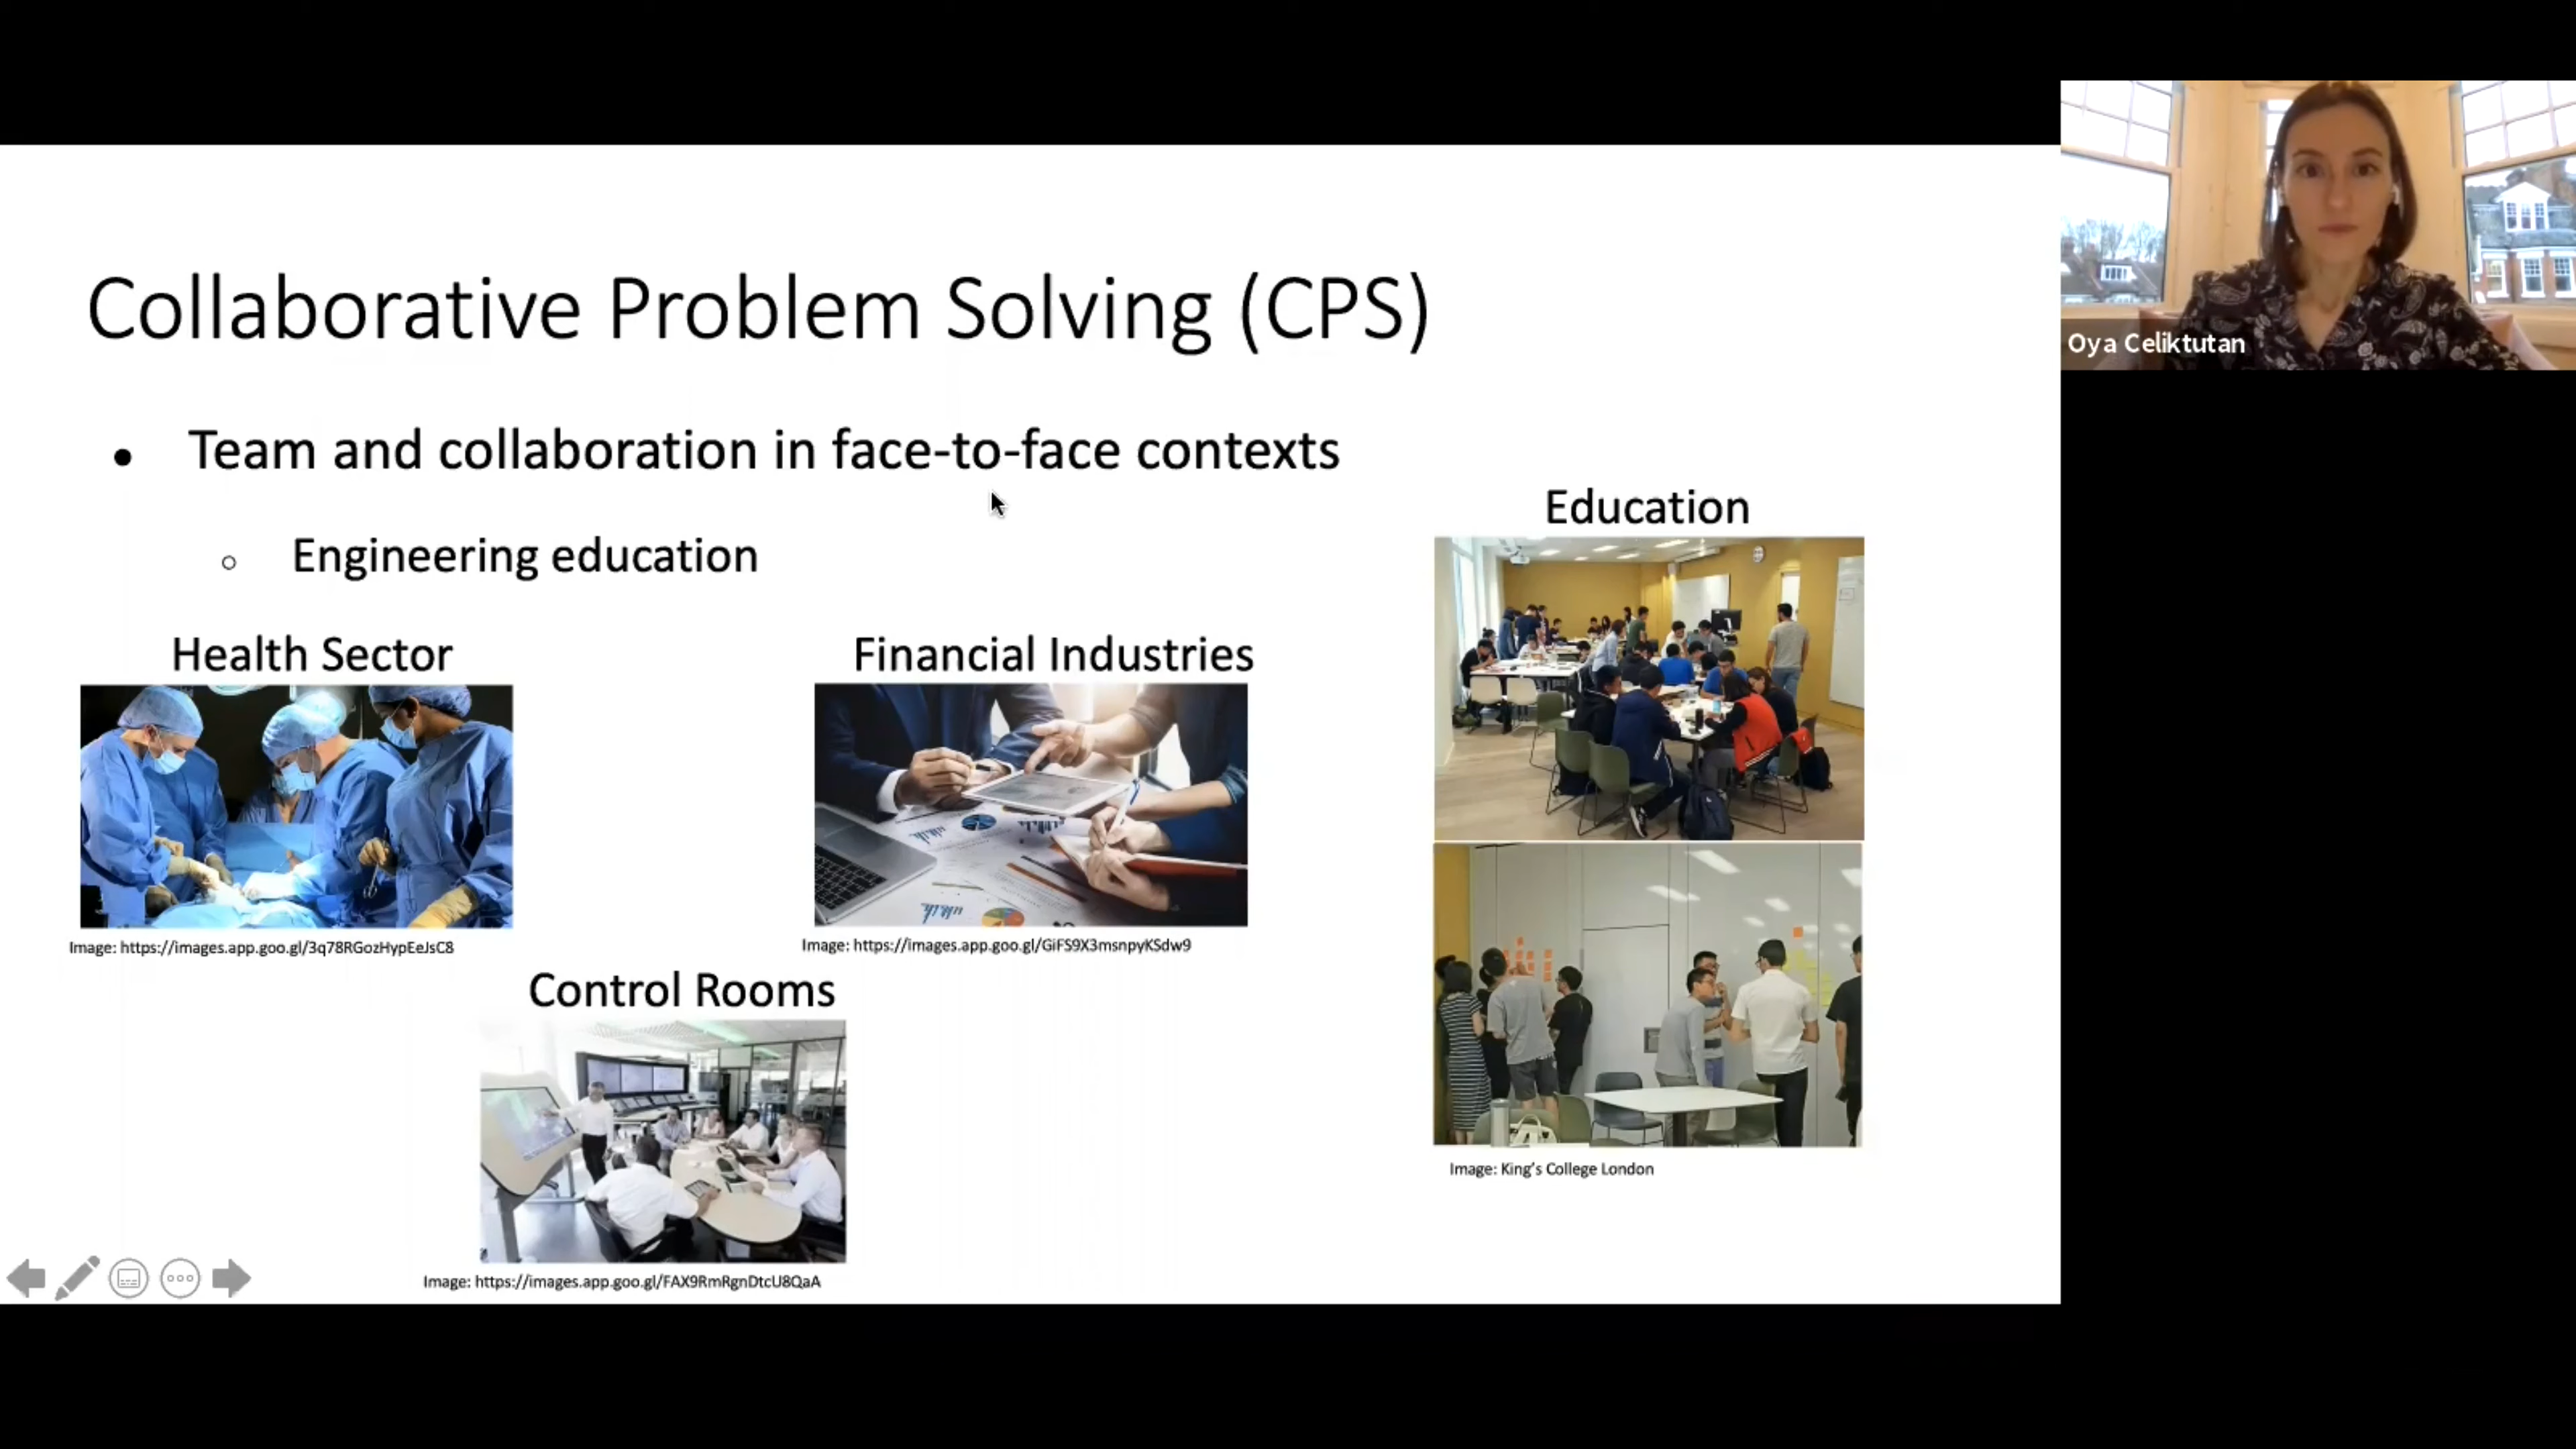 Collaborative Problem Solving (CPS)
Oya Celiktutan
• Team and collaboration in face-to-face contexts
○ Engineering education
Education
Health Sector
Financial Industries
Image: https://images.app.goo.gl/3q78RGozHypEeJsC8
Image: https://images.app.goo.gl/GiFS9X3msnpyKSdw9
Control Rooms
Image: King's College London
Image: https://images.app.goo.gl/FAX9RmRgnDtcU8QaA